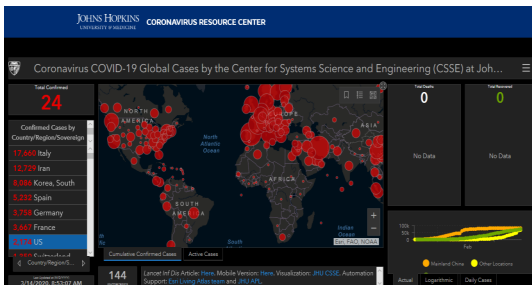 JOHNS HOPKINS
UNIVERSITY & MEDICINE
CORONAVIRUS RESOURCE CENTER
Coronavirus COVID-19 Global Cases by the Center for Systems Science and Engineering (CSSE) at Joh...
Total Confirmed
24
Confirmed Cases by
Country/Region/Sovereign
17,660 Italy
12,729 Iran
8,086 Korea, South
5,232 Spain
3,758 Germany
3,667 France
US
Switzerland
Country/Region/S...
3/14/2020, 8:53:07 AM
NORTH
AMERICA
North
Atlantic
Ocean
EUROPE
ASIA
AFRICA
SOUTH
AMERICA
South
Indian
Ocean
+
−
Esri, FAO, NOAA
Cumulative Confirmed Cases
Active Cases
144
Lancet Inf Dis Article: Here. Mobile Version: Here. Visualization: JHU CSSE. Automation
Support: Esri Living Atlas team and JHU APL.
Total Deaths
0
No Data
Total Recovered
0
No Data
100k
50k
0
Feb
Mainland China
Other Locations
Actual
Logarithmic
Daily Cases